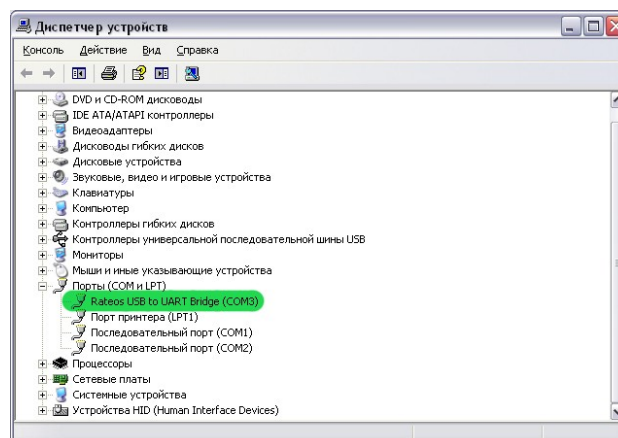 Диспетчер устройств
Консоль Действие Вид Справка
DVD и CD-ROM дисководы
IDE ATA/ATAPI контроллеры
Видеоадаптеры
Дисководы гибких дисков
Дисковые устройства
Звуковые, видео и игровые устройства
Клавиатуры
Компьютер
Контроллеры гибких дисков
Контроллеры универсальной последовательной шины USB
Мониторы
Мыши и иные указывающие устройства
Порты (COM и LPT)
Rateos USB to UART Bridge (COM3)
Порт принтера (LPT1)
Последовательный порт (COM1)
Последовательный порт (COM2)
Процессоры
Сетевые платы
Системные устройства
Устройства HID (Human Interface Devices)